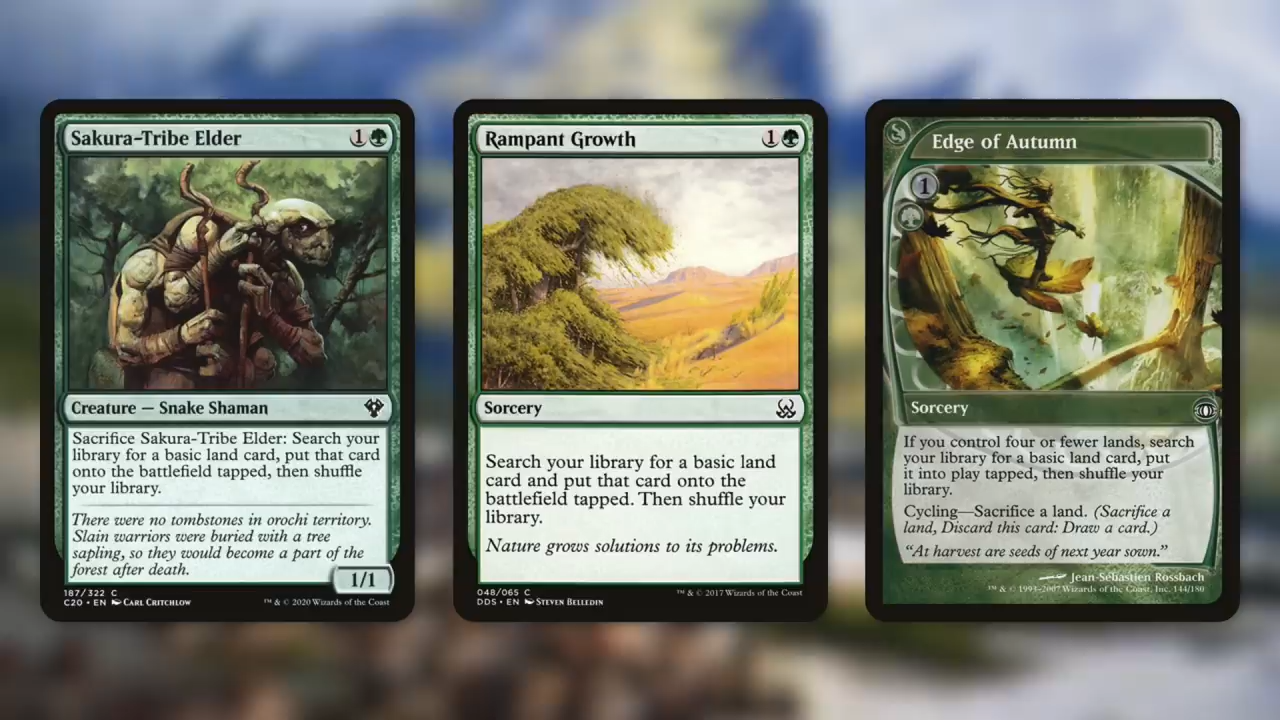 Sakura-Tribe Elder 1
Creature — Snake Shaman
Sacrifice Sakura-Tribe Elder: Search your
library for a basic land card, put that card
onto the battlefield tapped, then shuffle
your library.
There were no tombstones in orochi territory.
Slain warriors were buried with a tree
sapling, so they would become a part of the
forest after death.
1/1
187/322 C
C20 • EN Carl Critchlow ™ & © 2020 Wizards of the Coast
Rampant Growth 1
Sorcery
Search your library for a basic land
card and put that card onto the
battlefield tapped. Then shuffle your
library.
Nature grows solutions to its problems.
048/065 C
DDS • EN Steven Belledin ™ & © 2017 Wizards of the Coast
Edge of Autumn
1
Sorcery
If you control four or fewer lands, search
your library for a basic land card, put
it into play tapped, then shuffle your
library.
Cycling—Sacrifice a land. (Sacrifice a
land, Discard this card: Draw a card.)
"At harvest are seeds of next year sown."
Jean-Sébastien Rossbach
™ & © 1993–2007 Wizards of the Coast, Inc. 144/180